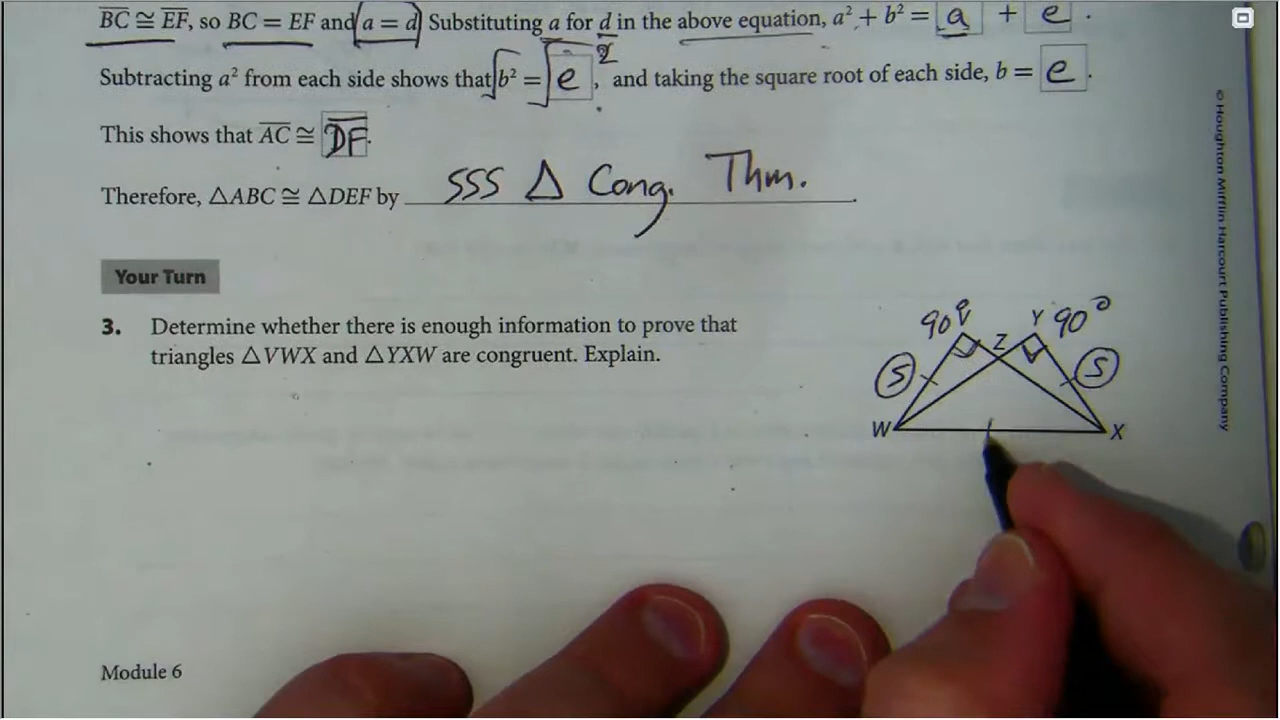 BC ≅ EF, so BC = EF and (a = d) Substituting a for d in the above equation, a² + b² = a + e .
Subtracting a² from each side shows that √b² = √e², and taking the square root of each side, b = e .
This shows that AC ≅ DF.
Therefore, △ABC ≅ △DEF by SSS △ Cong. Thm.
Your Turn
3. Determine whether there is enough information to prove that
triangles △VWX and △YXW are congruent. Explain.
90° Y 90°
Z
S S
W X
Module 6
© Houghton Mifflin Harcourt Publishing Company